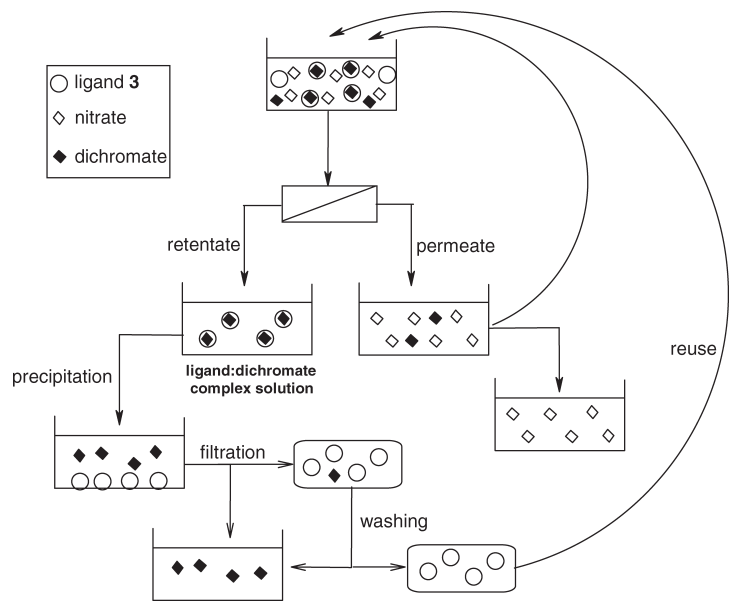 ligand 3
nitrate
dichromate
retentate
permeate
ligand:dichromate
complex solution
reuse
precipitation
filtration
washing